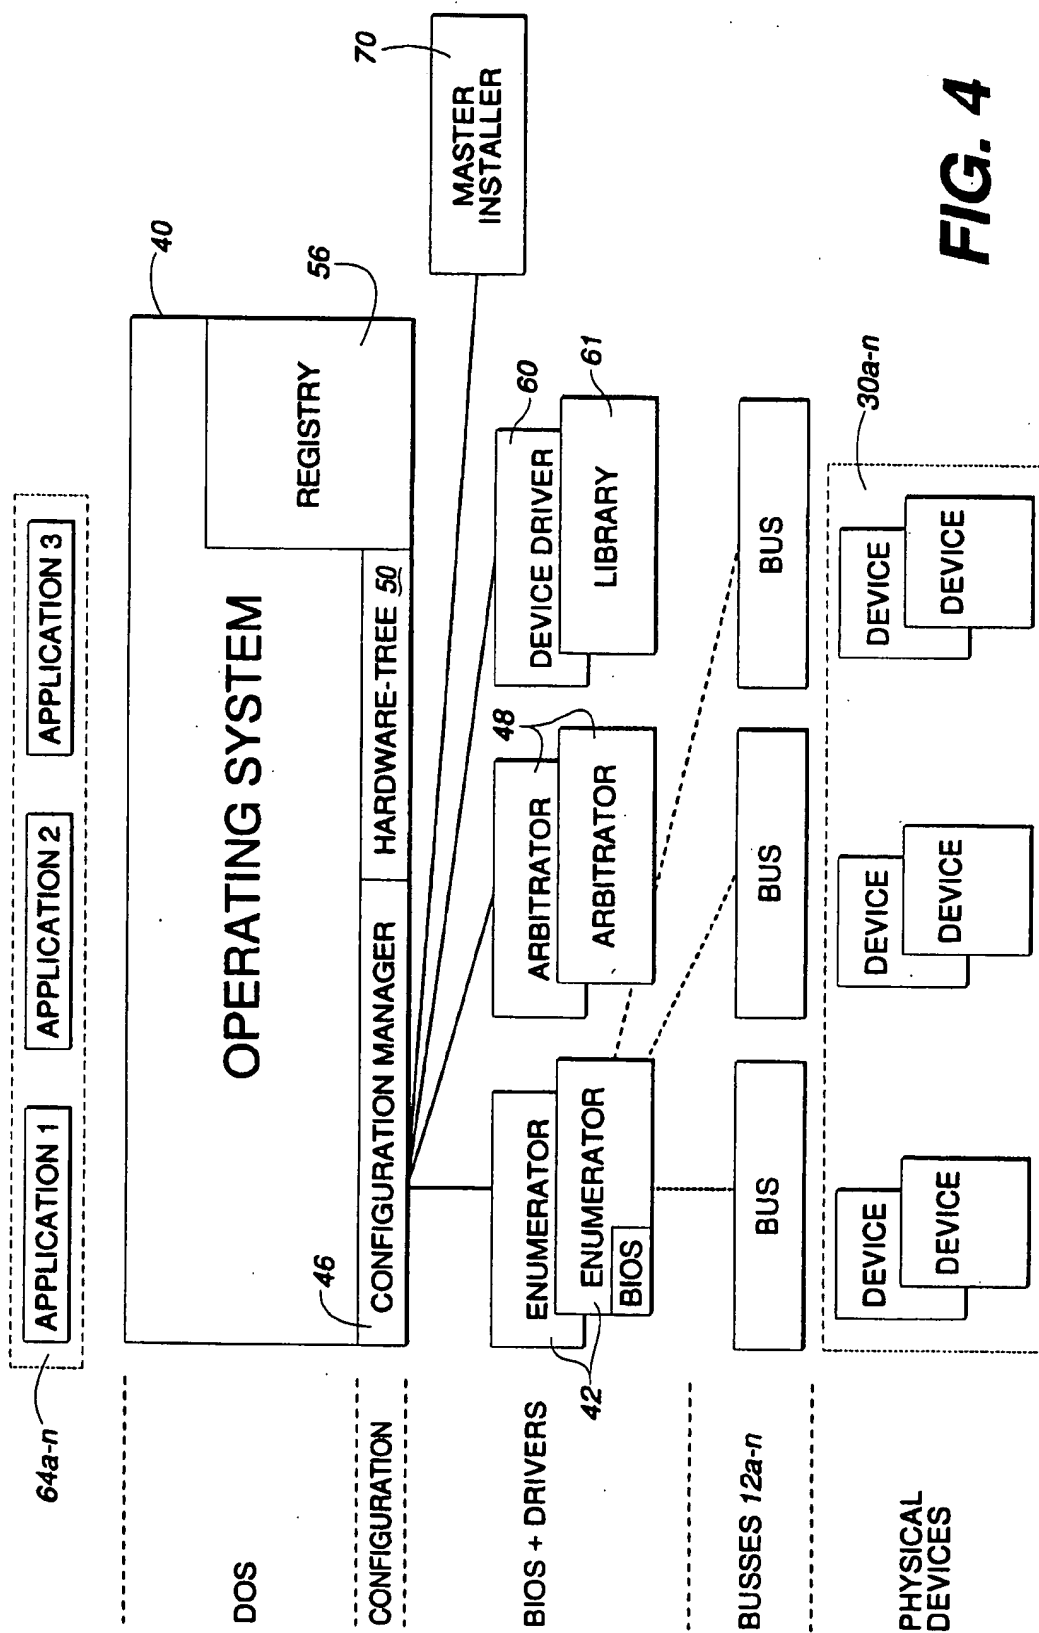 64a-n
APPLICATION 1
APPLICATION 2
APPLICATION 3
DOS
OPERATING SYSTEM
40
REGISTRY
56
CONFIGURATION
46
CONFIGURATION MANAGER
HARDWARE-TREE 50
MASTER
INSTALLER
70
BIOS + DRIVERS
ENUMERATOR
ENUMERATOR
BIOS
42
ARBITRATOR
ARBITRATOR
48
DEVICE DRIVER
60
LIBRARY
61
BUSSES 12a-n
BUS
BUS
BUS
PHYSICAL
DEVICES
DEVICE
DEVICE
DEVICE
DEVICE
DEVICE
DEVICE
30a-n
FIG. 4